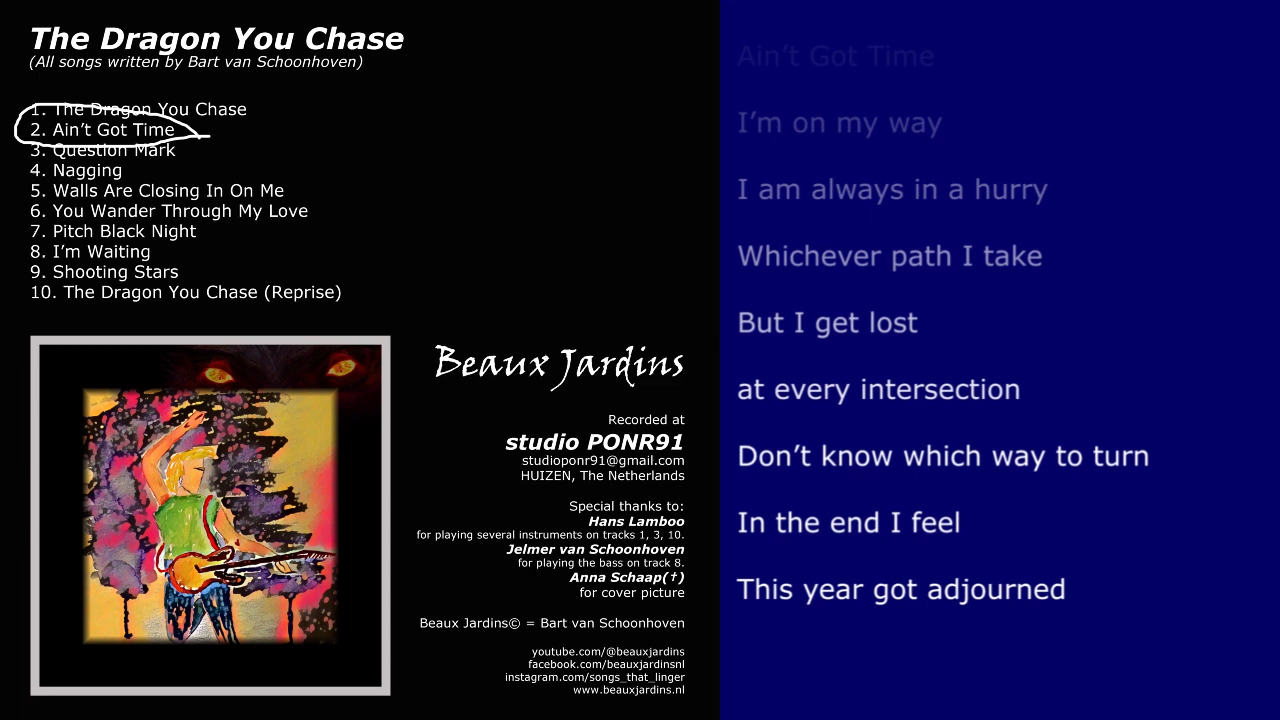 The Dragon You Chase
(All songs written by Bart van Schoonhoven)
1. The Dragon You Chase
2. Ain’t Got Time
3. Question Mark
4. Nagging
5. Walls Are Closing In On Me
6. You Wander Through My Love
7. Pitch Black Night
8. I’m Waiting
9. Shooting Stars
10. The Dragon You Chase (Reprise)
Beaux Jardins
Recorded at
studio PONR91
studioponr91@gmail.com
HUIZEN, The Netherlands
Special thanks to:
Hans Lamboo
for playing several instruments on tracks 1, 3, 10.
Jelmer van Schoonhoven
for playing the bass on track 8.
Anna Schaap(†)
for cover picture
Beaux Jardins© = Bart van Schoonhoven
youtube.com/@beauxjardins
facebook.com/beauxjardinsnl
instagram.com/songs_that_linger
www.beauxjardins.nl
Ain’t Got Time
I’m on my way
I am always in a hurry
Whichever path I take
But I get lost
at every intersection
Don’t know which way to turn
In the end I feel
This year got adjourned